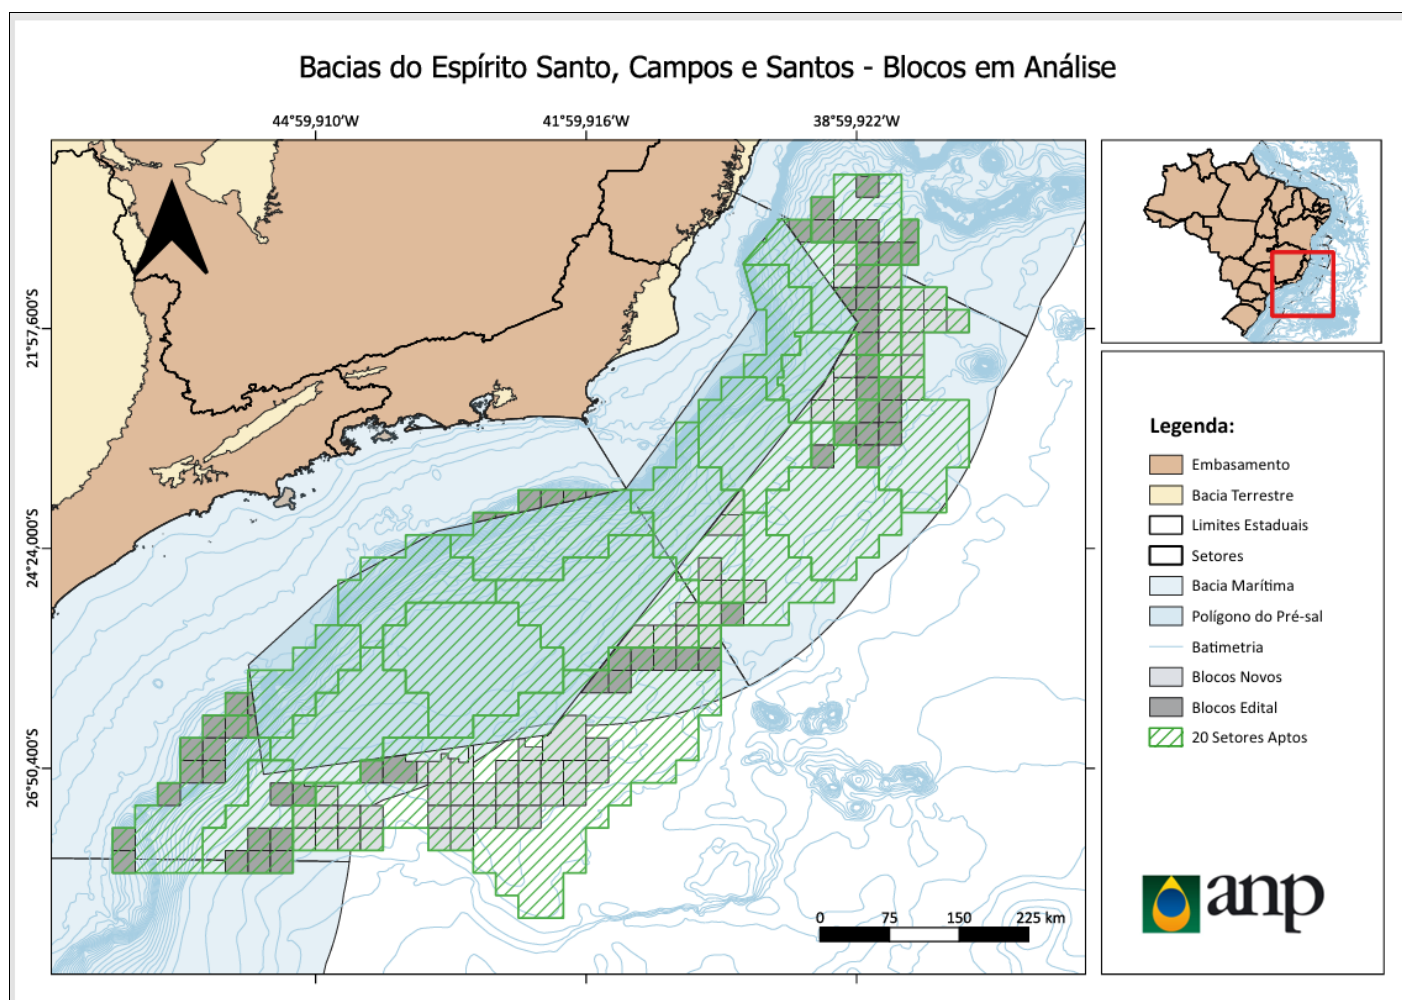 Bacias do Espírito Santo, Campos e Santos - Blocos em Análise
44°59,910'W
41°59,916'W
38°59,922'W
21°57,600'S
24°24,000'S
26°50,400'S
Legenda:
Embasamento
Bacia Terrestre
Limites Estaduais
Setores
Bacia Marítima
Polígono do Pré-sal
Batimetria
Blocos Novos
Blocos Edital
20 Setores Aptos
0
75
150
225 km
anp